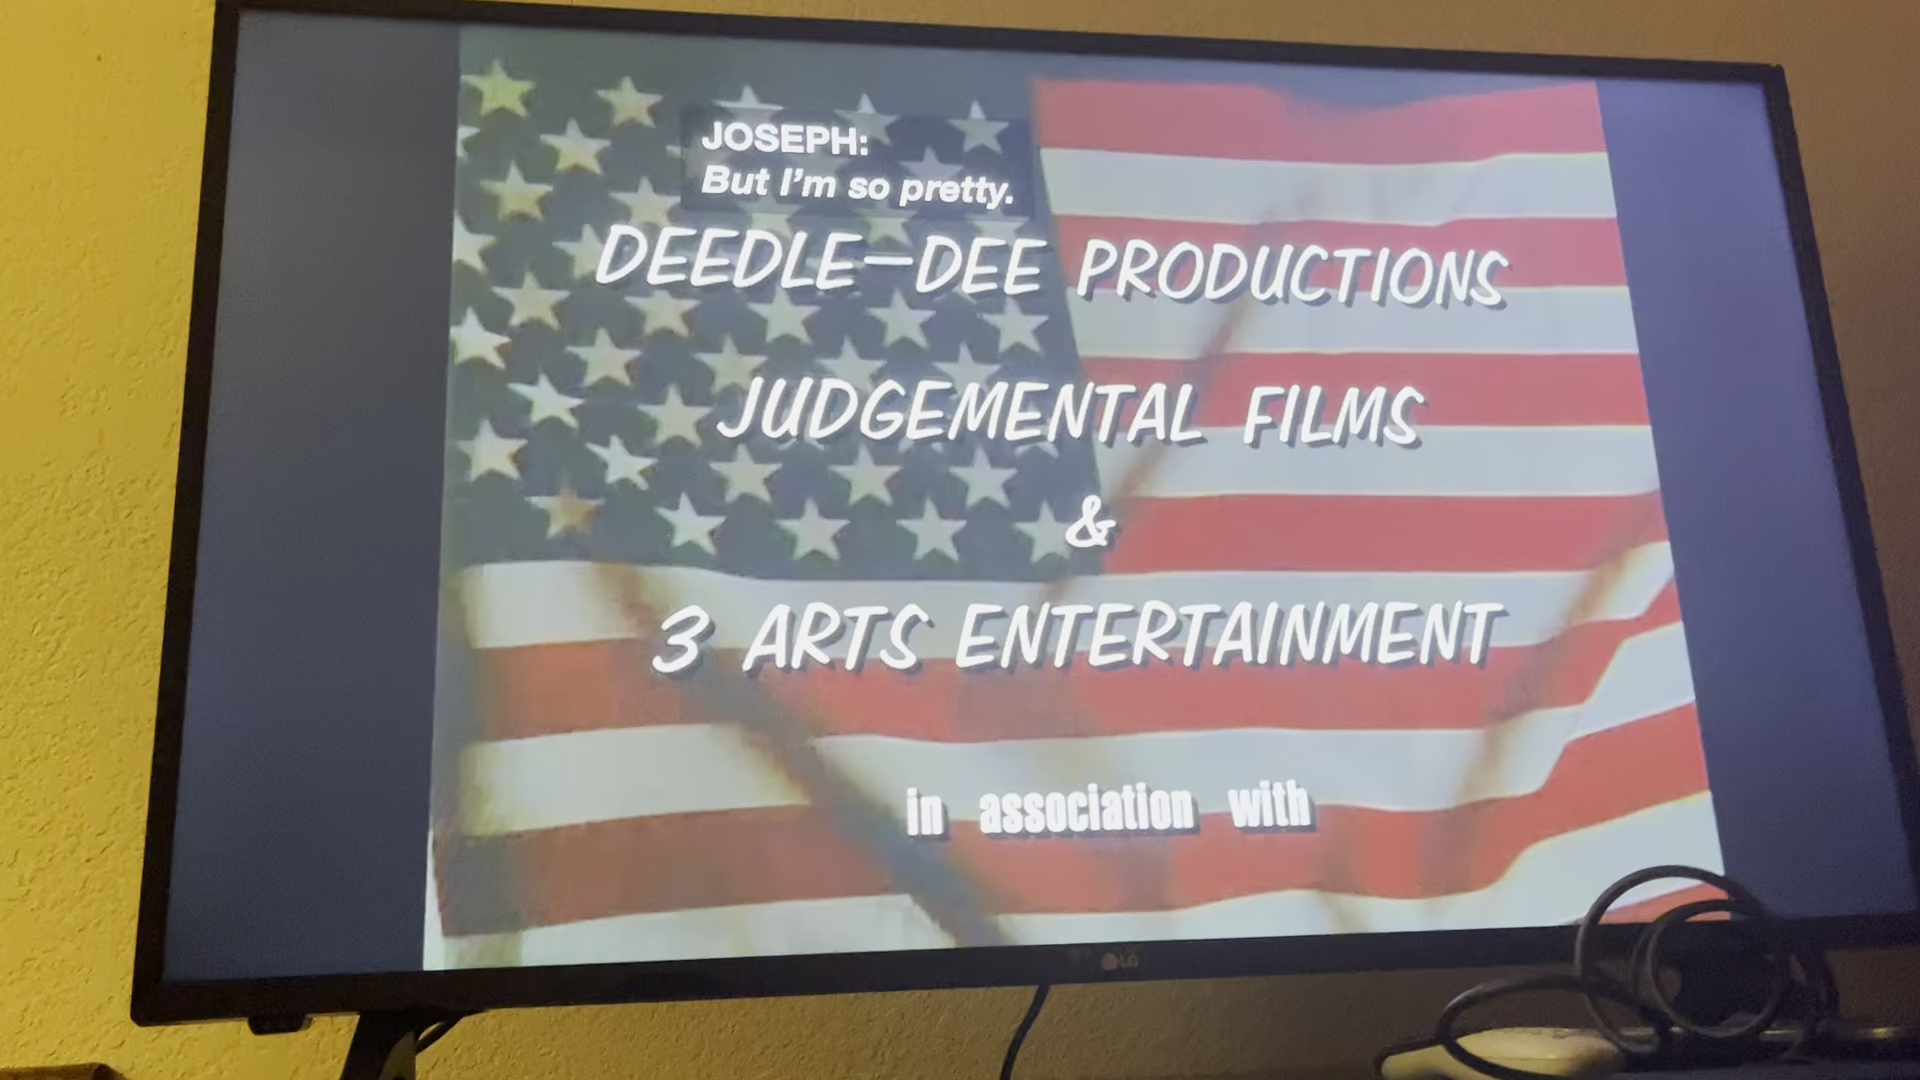 JOSEPH:
But I'm so pretty.
DEEDLE-DEE PRODUCTIONS
JUDGEMENTAL FILMS
&
3 ARTS ENTERTAINMENT
in association with
LG